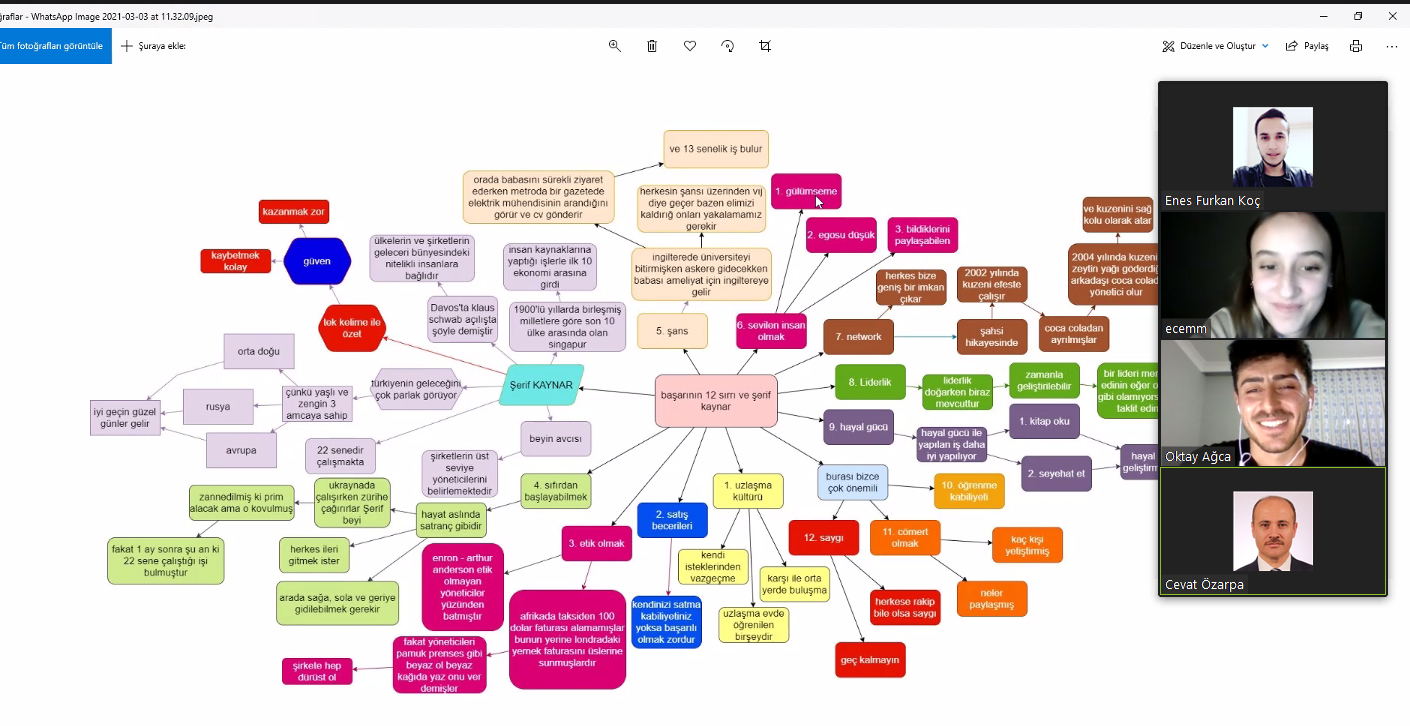 ğraflar - WhatsApp Image 2021-03-03 at 11.32.09.jpeg
Tüm fotoğrafları görüntüle
Şuraya ekle:
Düzenle ve Oluştur
Paylaş
ve 13 senelik iş bulur
orada babasını sürekli ziyaret
ederken metroda bir gazetede
elektrik mühendisinin arandığını
görür ve cv gönderir
herkesin şansı üzerinden vıj
diye geçer bazen elimizi
kaldırığ onları yakalamamız
gerekir
ingilterede üniversiteyi
bitirmişken askere gidecekken
babası ameliyat için ingiltereye
gelir
5. şans
1. gülümseme
2. egosu düşük
3. bildiklerini
paylaşabilen
6. sevilen insan
olmak
kazanmak zor
kaybetmek
kolay
güven
tek kelime ile
özet
ülkelerin ve şirketlerin
geleceri bünyesindeki
nitelikli insanlara
bağlıdır
Davos'ta klaus
schwab açılışta
şöyle demiştir
insan kaynaklarına
yaptığı işlerle ilk 10
ekonomi arasına
girdi
1900'lü yıllarda birleşmiş
milletlere göre son 10
ülke arasında olan
singapur
Şerif KAYNAR
türkiyenin geleceğini
çok parlak görüyor
çünkü yaşlı ve
zengin 3
amcaya sahip
orta doğu
rusya
avrupa
iyi geçin güzel
günler gelir
22 senedir
çalışmakta
beyin avcısı
şirketlerin üst
seviye
yöneticilerini
belirlemektedir
başarının 12 sırrı ve şerif
kaynar
7. network
herkes bize
geniş bir imkan
çıkar
şahsi
hikayesinde
2002 yılında
kuzeni efeste
çalışır
coca coladan
ayrılmışlar
2004 yılında kuzeni
zeytin yağı göderdiğ
arkadaşı coca colad
yönetici olur
ve kuzenini sağ
kolu olarak atar
8. Liderlik
liderlik
doğarken biraz
mevcuttur
zamanla
geliştirilebilir
bir lideri mer
edinin eğer o
gibi olamıyors
taklit edin
9. hayal gücü
hayal gücü ile
yapılan iş daha
iyi yapılıyor
1. kitap oku
2. seyehat et
hayal
geliştirm
burası bizce
çok önemli
10. öğrenme
kabiliyeti
11. cömert
olmak
kaç kişi
yetiştirmiş
neler
paylaşmış
12. saygı
herkese rakip
bile olsa saygı
geç kalmayın
1. uzlaşma
kültürü
kendi
isteklerinden
vazgeçme
karşı ile orta
yerde buluşma
uzlaşma evde
öğrenilen
birşeydir
2. satış
becerileri
kendinizi satma
kabiliyetiniz
yoksa başarılı
olmak zordur
3. etik olmak
enron - arthur
anderson etik
olmayan
yöneticiler
yüzünden
batmıştır
afrikada taksiden 100
dolar faturası alamamışlar
bunun yerine londradaki
yemek faturasını üslerine
sunmuşlardır
fakat yöneticileri
pamuk prenses gibi
beyaz ol beyaz
kağıda yaz onu ver
demişler
şirkete hep
dürüst ol
4. sıfırdan
başlayabilmek
hayat aslında
satranç gibidir
ukraynada
çalışırken zürihe
çağırırlar Şerif
beyi
zannedilmiş ki prim
alacak ama o kovulmuş
fakat 1 ay sonra şu an ki
22 sene çalıştığı işi
bulmuştur
herkes ileri
gitmek ister
arada sağa, sola ve geriye
gidilebilmek gerekir
Enes Furkan Koç
ecemm
Oktay Ağca
Cevat Özarpa